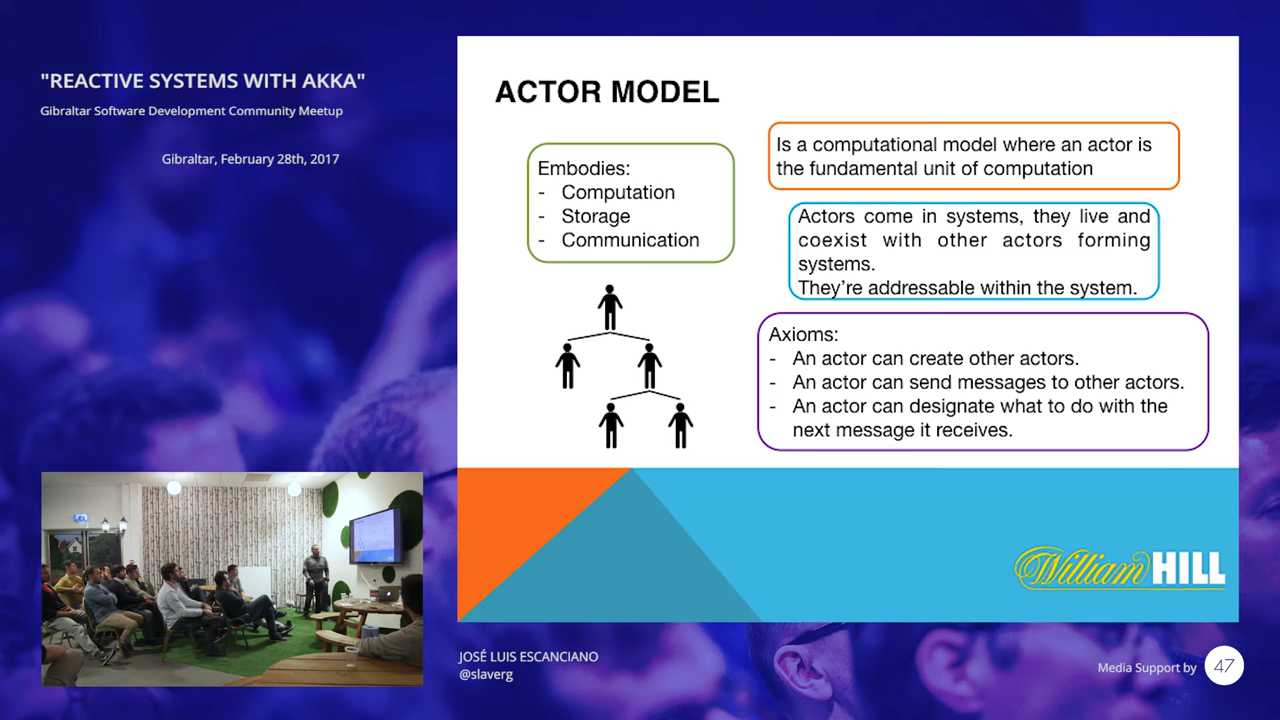 "REACTIVE SYSTEMS WITH AKKA"
Gibraltar Software Development Community Meetup
Gibraltar, February 28th, 2017
ACTOR MODEL
Embodies:
- Computation
- Storage
- Communication
Is a computational model where an actor is
the fundamental unit of computation
Actors come in systems, they live and
coexist with other actors forming
systems.
They're addressable within the system.
Axioms:
- An actor can create other actors.
- An actor can send messages to other actors.
- An actor can designate what to do with the
next message it receives.
William HILL
JOSÉ LUIS ESCANCIANO
@slaverg
Media Support by 47